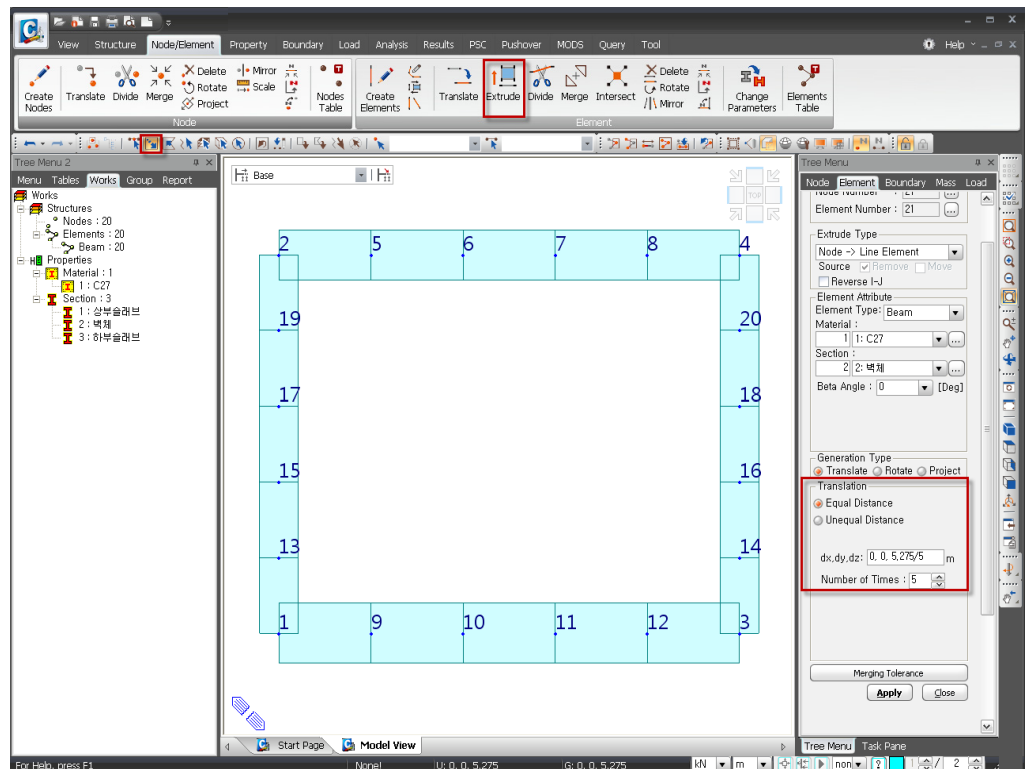 View Structure Node/Element Property Boundary Load Analysis Results PSC Pushover MODS Query Tool Help
Create Nodes Translate Divide Merge Delete Rotate Project Mirror Scale Nodes Table Create Elements Translate Extrude Divide Merge Intersect Delete Rotate Mirror Change Parameters Elements Table
Node Element
Tree Menu 2
Menu Tables Works Group Report
Works
Structures
Nodes : 20
Elements : 20
Beam : 20
Properties
Material : 1
1 : C27
Section : 3
1 : 상부슬래브
2 : 벽체
3 : 하부슬래브
Base
TOP
2 5 6 7 8 4
19 20
17 18
15 16
13 14
1 9 10 11 12 3
Start Page Model View
Tree Menu
Node Element Boundary Mass Load
Node Number : 21 ...
Element Number : 21 ...
Extrude Type
Node -> Line Element
Source Remove Move
Reverse I-J
Element Attribute
Element Type: Beam
Material :
1 1: C27 ...
Section :
2 2: 벽체 ...
Beta Angle : 0 [Deg]
Generation Type
Translate Rotate Project
Translation
Equal Distance
Unequal Distance
dx,dy,dz: 0, 0, 5,275/5 m
Number of Times : 5
Merging Tolerance
Apply Close
Tree Menu Task Pane
For Help, press F1 None! U: 0, 0, 5.275 G: 0, 0, 5.275 kN m non ? 1 / 2